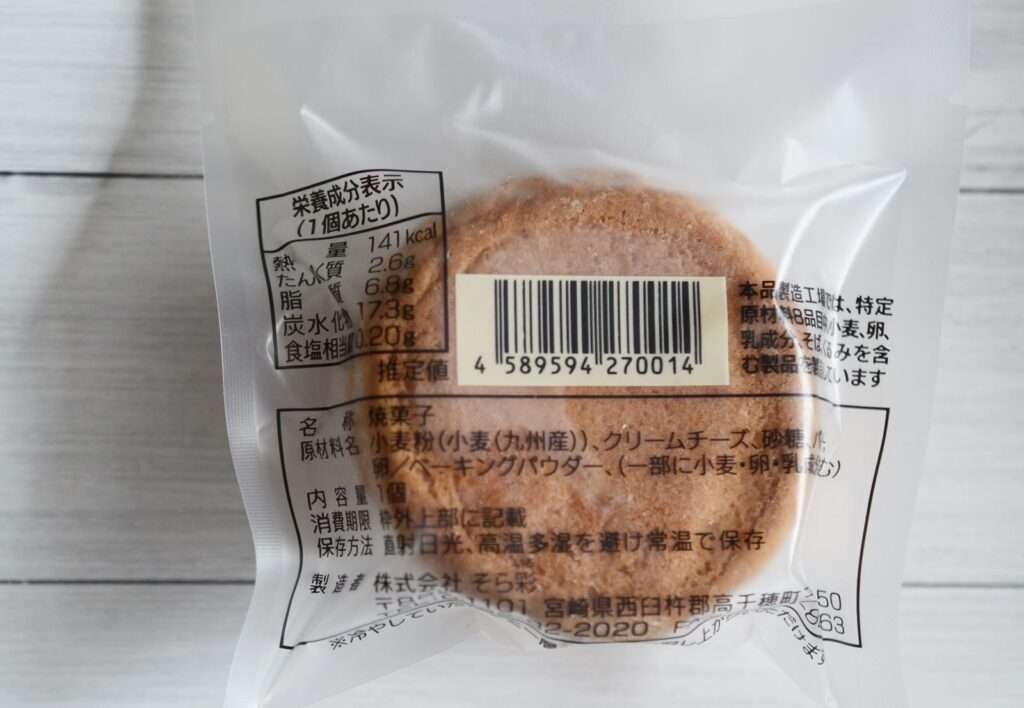 栄養成分表示
(1個あたり)
熱量 141kcal
たんぱく質 2.6g
脂質 6.8g
炭水化物 17.3g
食塩相当量 0.20g
推定値
4 589594 270014
本品製造工場では、特定
原材料8品目中小麦、卵、
乳成分、そば、くるみを含
む製品を製造しています
名称 焼菓子
原材料名 小麦粉(小麦(九州産))、クリームチーズ、砂糖、
卵/ベーキングパウダー、(一部に小麦・卵・乳成分を含む)
内容量 1個
消費期限 枠外上部に記載
保存方法 直射日光、高温多湿を避け常温で保存
製造者 株式会社 そら彩
1101 宮崎県西臼杵郡高千穂町
2-2020
※冷やしていた